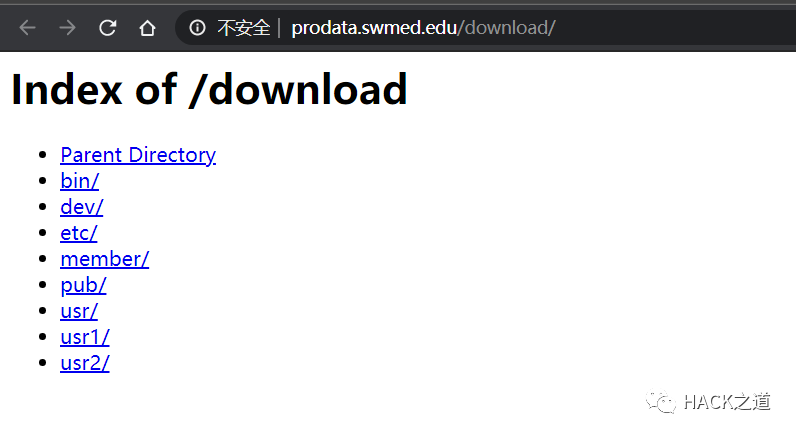 不安全 | prodata.swmed.edu/download/
Index of /download
Parent Directory
bin/
dev/
etc/
member/
pub/
usr/
usr1/
usr2/
HACK之道